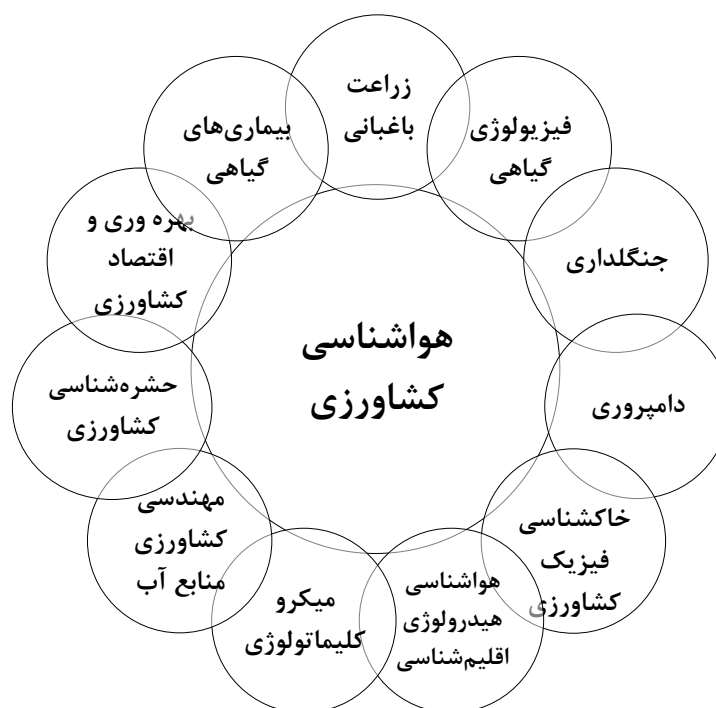 زراعت
باغبانی
فیزیولوژی
گیاهی
جنگلداری
دامپروری
خاکشناسی
فیزیک
کشاورزی
هواشناسی
هیدرولوژی
اقلیم‌شناسی
میکرو
کلیماتولوژی
مهندسی
کشاورزی
منابع آب
حشره‌شناسی
کشاورزی
بهره وری و
اقتصاد
کشاورزی
بیماری‌های
گیاهی
هواشناسی
کشاورزی